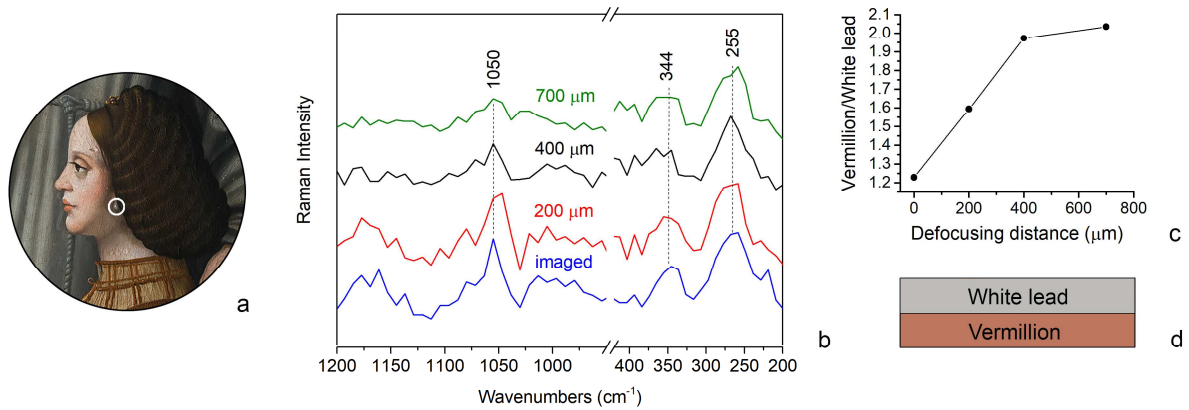 a
1050
344
255
700 μm
400 μm
200 μm
imaged
Raman Intensity
1200 1150 1100 1050 1000 400 350 300 250 200
Wavenumbers (cm-1)
b
2.1
2.0
1.9
1.8
1.7
1.6
1.5
1.4
1.3
1.2
Vermillion/White lead
0 200 400 600 800
Defocusing distance (μm)
c
White lead
Vermillion
d